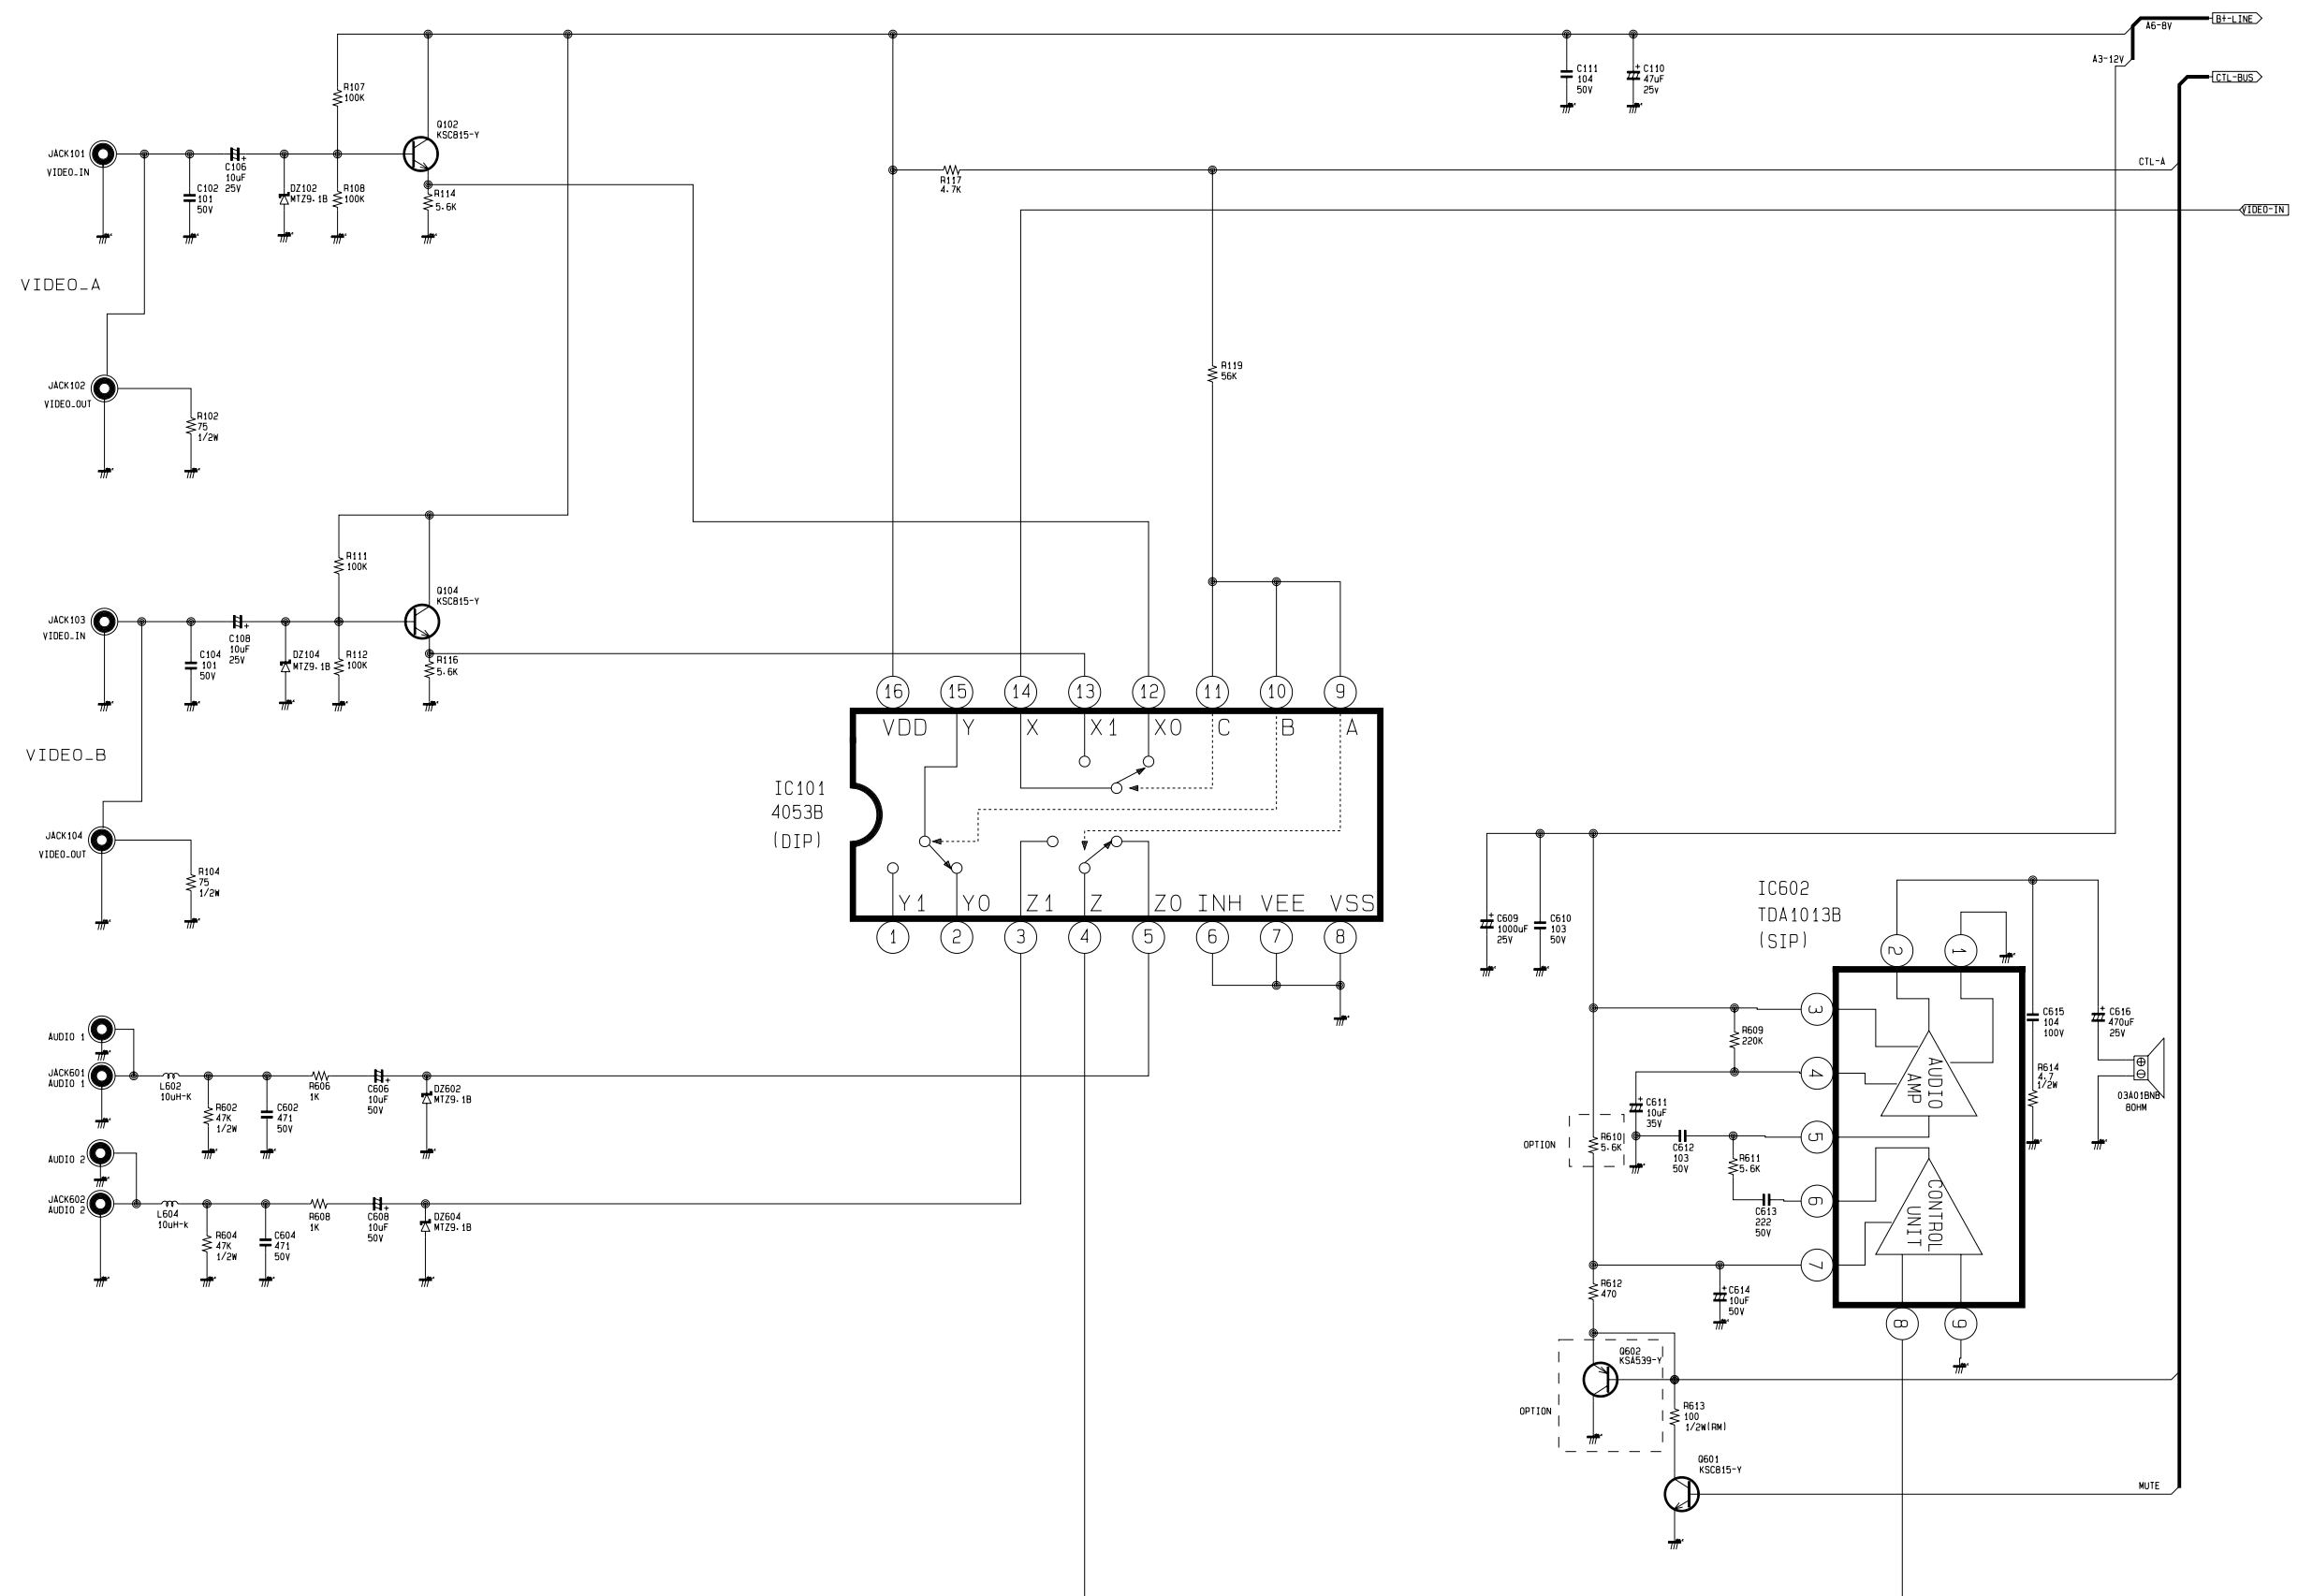 B+-LINE
A6-8V
A3-12V
CTL-BUS
C111
104
50V
C110
47uF
25v
R107
100K
Q102
KSC815-Y
JACK101
VIDEO_IN
C106
10uF
25V
C102
101
50V
DZ102
MTZ9.1B
R108
100K
R114
5.6K
R117
4.7K
CTL-A
VIDEO-IN
VIDEO_A
JACK102
VIDEO_OUT
R102
75
1/2W
R119
56K
R111
100K
Q104
KSC815-Y
JACK103
VIDEO_IN
C108
10uF
25V
C104
101
50V
DZ104
MTZ9.1B
R112
100K
R116
5.6K
VIDEO_B
JACK104
VIDEO_OUT
R104
75
1/2W
16 15 14 13 12 11 10 9
VDD Y X X1 X0 C B A
IC101
4053B
(DIP)
Y1 Y0 Z1 Z Z0 INH VEE VSS
1 2 3 4 5 6 7 8
C609
1000uF
25V
C610
103
50V
IC602
TDA1013B
(SIP)
2 1
3
4
5
6
7
8 9
AUDIO AMP
CONTROL UNIT
R609
220K
C611
10uF
35V
OPTION
R610
5.6K
C612
103
50V
R611
5.6K
C613
222
50V
C614
10uF
50V
R612
470
C615
104
100V
C616
470uF
25V
R614
4.7
1/2W
03A01BNB
8OHM
AUDIO 1
JACK601
AUDIO 1
L602
10uH-K
R602
47K
1/2W
C602
471
50V
R606
1K
C606
10uF
50V
DZ602
MTZ9.1B
AUDIO 2
JACK602
AUDIO 2
L604
10uH-k
R604
47K
1/2W
C604
471
50V
R608
1K
C608
10uF
50V
DZ604
MTZ9.1B
Q602
KSA539-Y
OPTION
R613
100
1/2W(RM)
Q601
KSC815-Y
MUTE